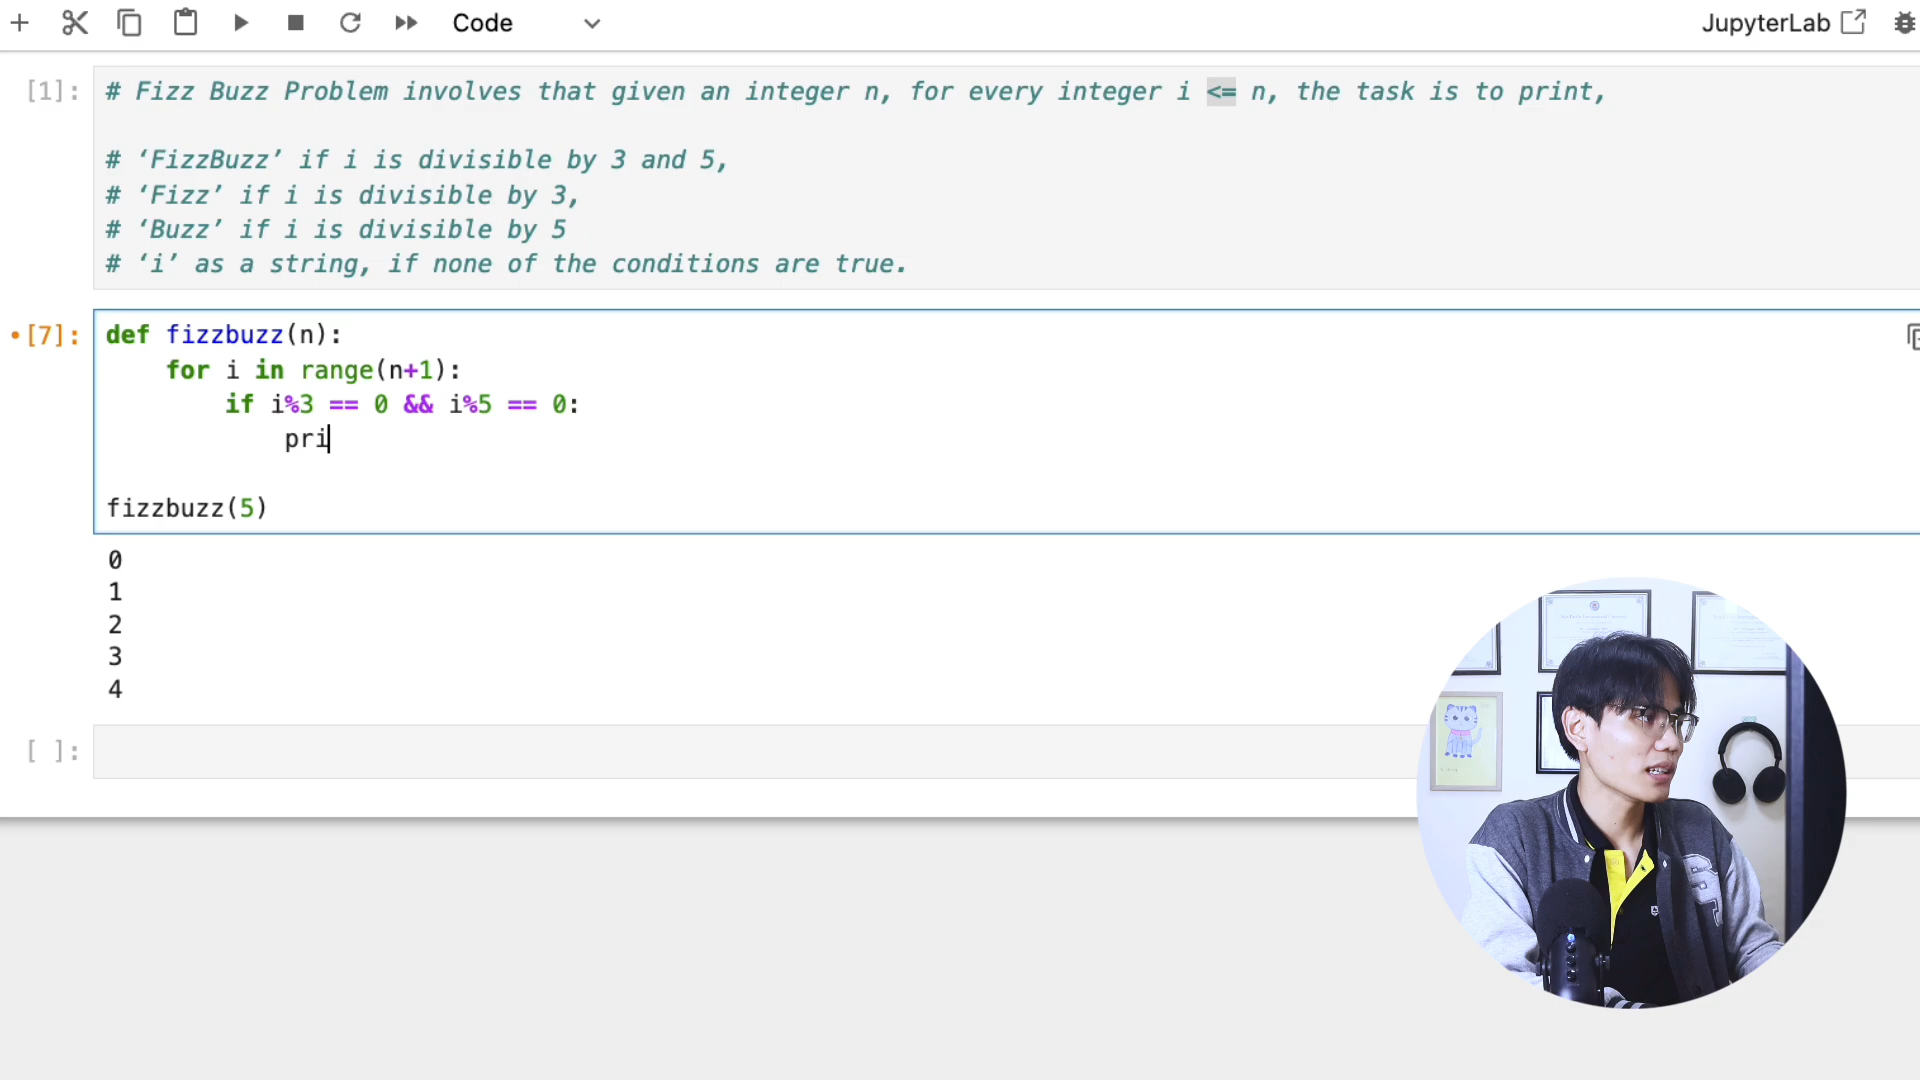 Code
JupyterLab
[1]:
# Fizz Buzz Problem involves that given an integer n, for every integer i <= n, the task is to print,
# ‘FizzBuzz’ if i is divisible by 3 and 5,
# ‘Fizz’ if i is divisible by 3,
# ‘Buzz’ if i is divisible by 5
# ‘i’ as a string, if none of the conditions are true.
•[7]:
def fizzbuzz(n):
for i in range(n+1):
if i%3 == 0 && i%5 == 0:
pri
fizzbuzz(5)
0
1
2
3
4
[ ]: